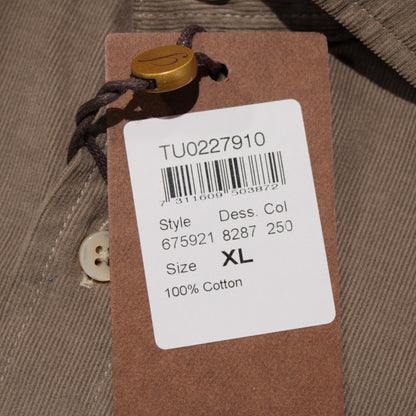 TU0227910
7 311609 503872
Style Dess. Col
675921 8287 250
Size XL
100% Cotton